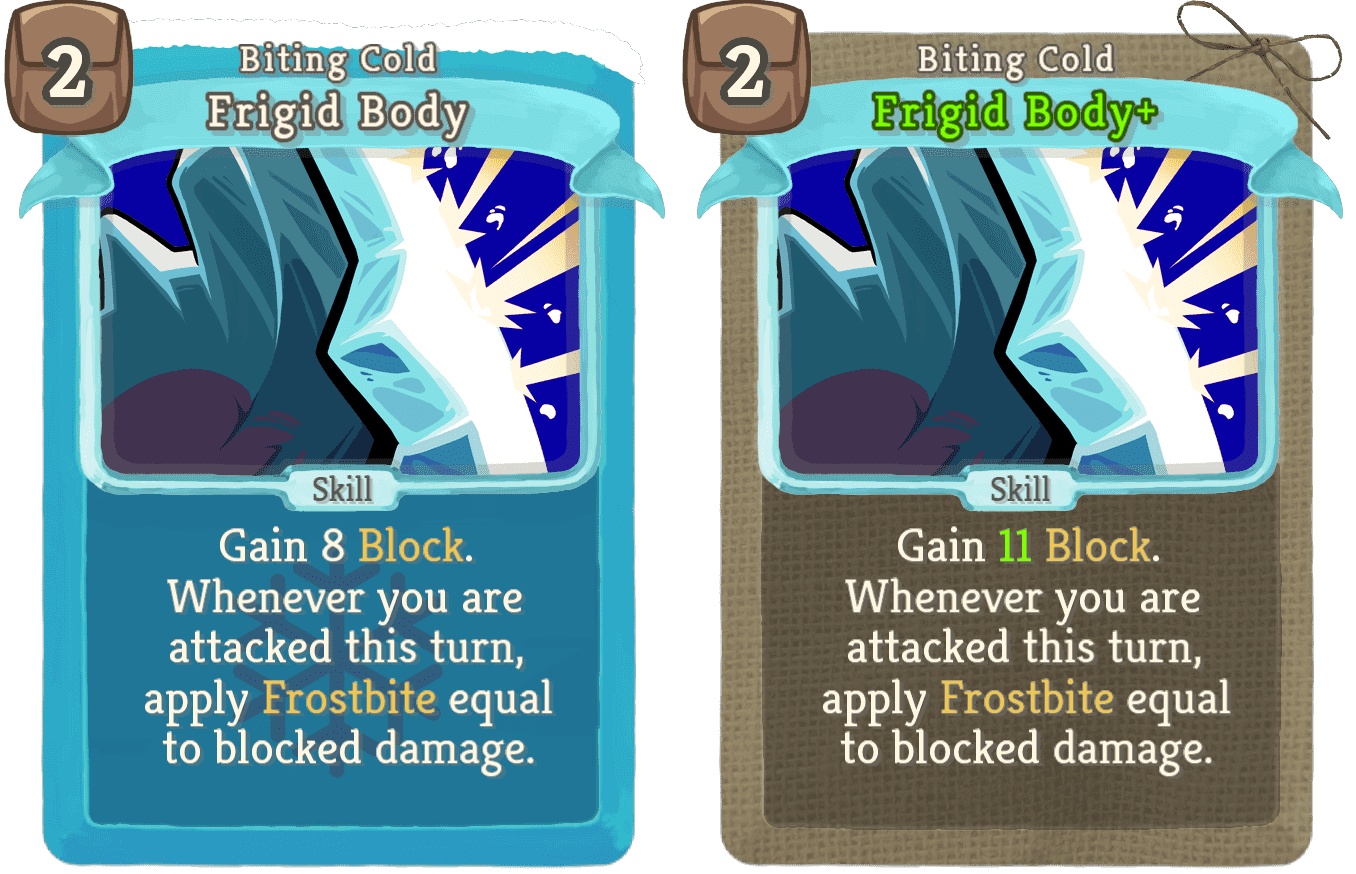 2
Biting Cold
Frigid Body
Skill
Gain 8 Block.
Whenever you are
attacked this turn,
apply Frostbite equal
to blocked damage.
2
Biting Cold
Frigid Body+
Skill
Gain 11 Block.
Whenever you are
attacked this turn,
apply Frostbite equal
to blocked damage.